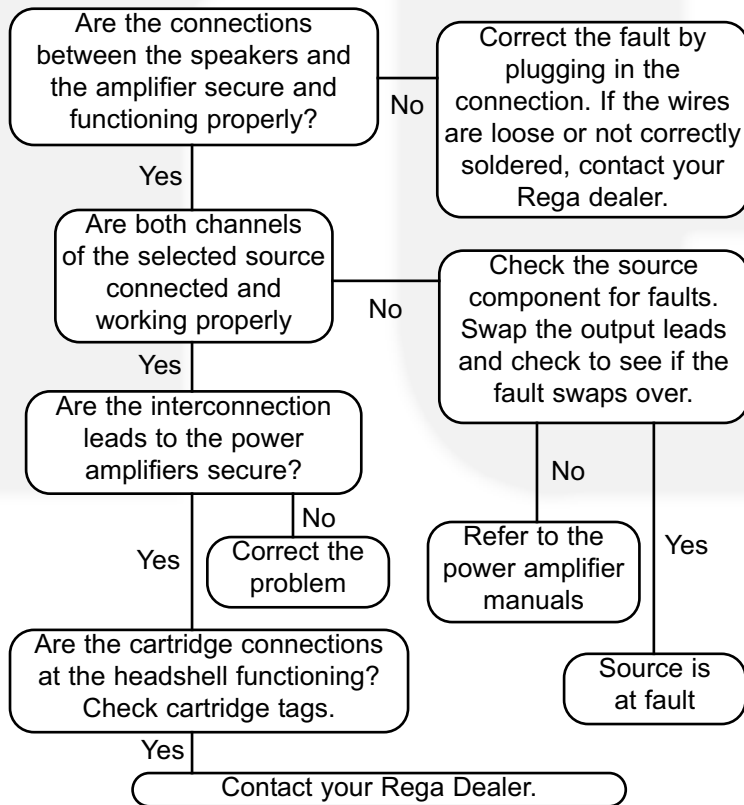 Are the connections
between the speakers and
the amplifier secure and
functioning properly?
No
Correct the fault by
plugging in the
connection. If the wires
are loose or not correctly
soldered, contact your
Rega dealer.
Yes
Are both channels
of the selected source
connected and
working properly
No
Check the source
component for faults.
Swap the output leads
and check to see if the
fault swaps over.
Yes
Are the interconnection
leads to the power
amplifiers secure?
No
Correct the
problem
No
Refer to the
power amplifier
manuals
Yes
Source is
at fault
Yes
Are the cartridge connections
at the headshell functioning?
Check cartridge tags.
Yes
Contact your Rega Dealer.